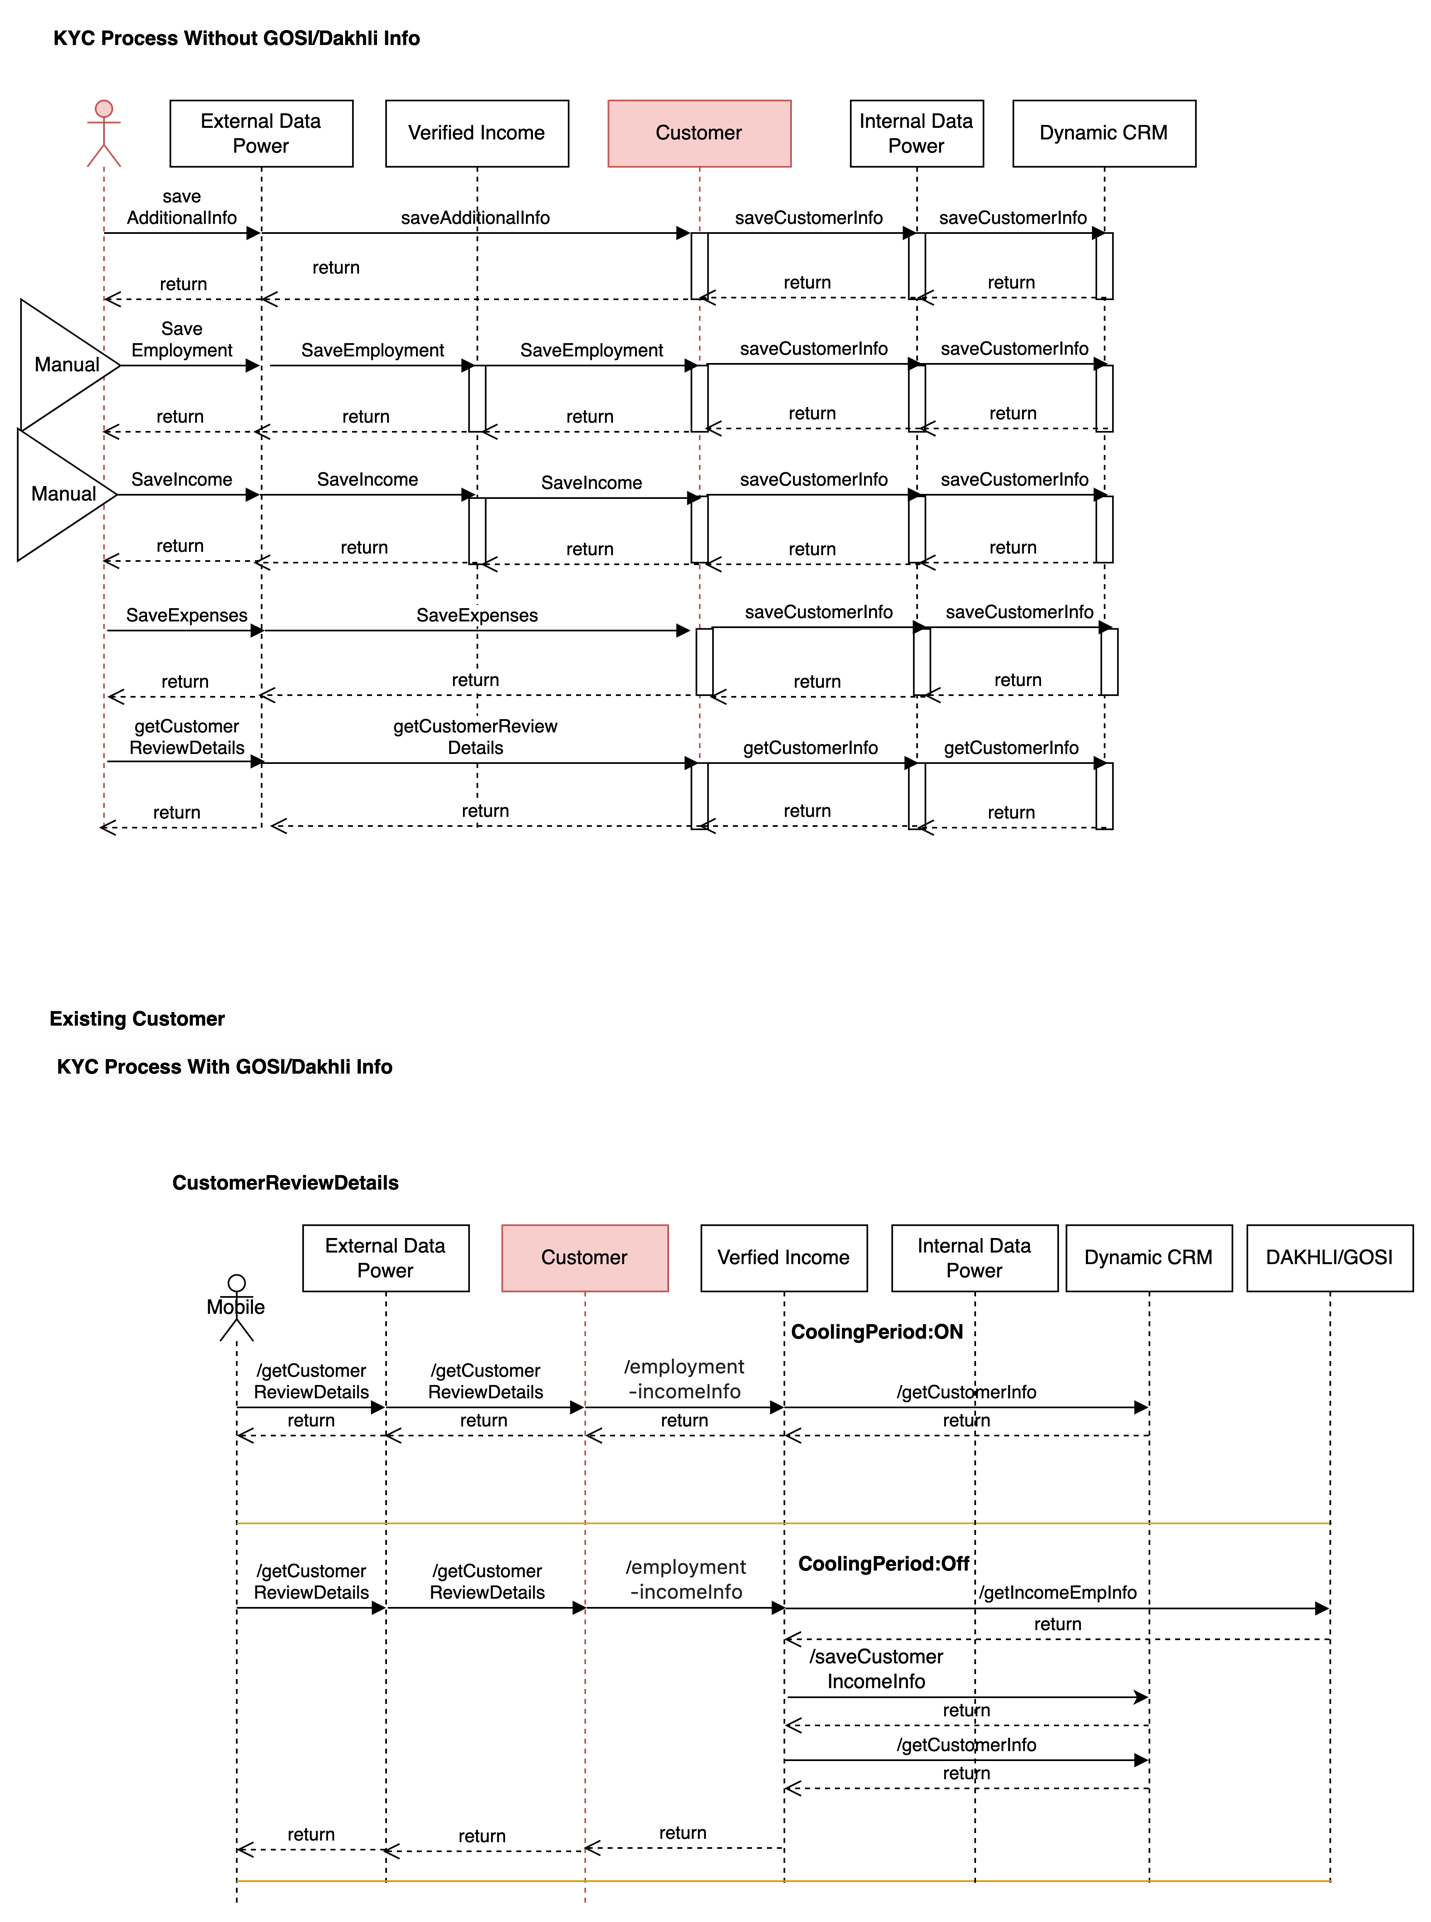 KYC Process Without GOSI/Dakhli Info
External Data
Power
Verified Income
Customer
Internal Data
Power
Dynamic CRM
save
AdditionalInfo
saveAdditionalInfo
saveCustomerInfo
saveCustomerInfo
return
return
return
return
Manual
Save
Employment
SaveEmployment
SaveEmployment
saveCustomerInfo
saveCustomerInfo
return
return
return
return
return
Manual
SaveIncome
SaveIncome
SaveIncome
saveCustomerInfo
saveCustomerInfo
return
return
return
return
return
SaveExpenses
SaveExpenses
saveCustomerInfo
saveCustomerInfo
return
return
return
return
getCustomer
ReviewDetails
getCustomerReview
Details
getCustomerInfo
getCustomerInfo
return
return
return
return
Existing Customer
KYC Process With GOSI/Dakhli Info
CustomerReviewDetails
Mobile
External Data
Power
Customer
Verfied Income
Internal Data
Power
Dynamic CRM
DAKHLI/GOSI
CoolingPeriod:ON
/getCustomer
ReviewDetails
/getCustomer
ReviewDetails
/employment
-incomeInfo
/getCustomerInfo
return
return
return
return
CoolingPeriod:Off
/getCustomer
ReviewDetails
/getCustomer
ReviewDetails
/employment
-incomeInfo
/getIncomeEmpInfo
return
/saveCustomer
IncomeInfo
return
/getCustomerInfo
return
return
return
return